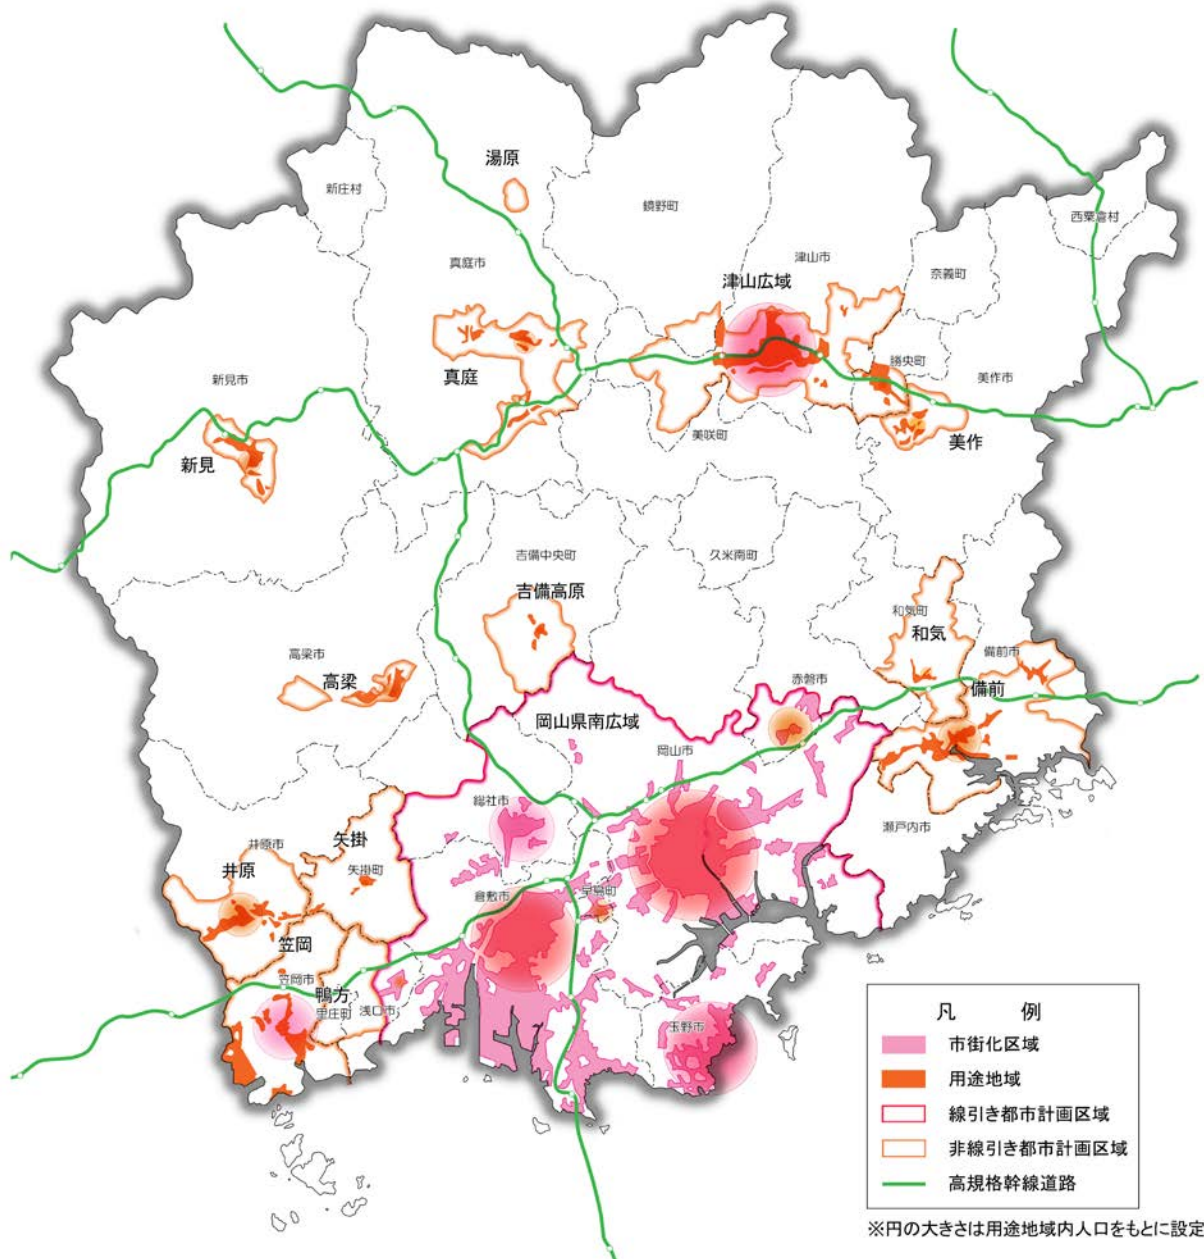 湯原
新庄村
鏡野町
西粟倉村
真庭市
津山市
奈義町
津山広域
勝央町
新見市
真庭
美作市
美咲町
美作
新見
吉備中央町
久米南町
吉備高原
和気町
和気
高梁市
備前市
高梁
赤磐市
備前
岡山県南広域
岡山市
総社市
瀬戸内市
矢掛
井原市
井原
矢掛町
倉敷市
早島町
笠岡
笠岡市
鴨方
里庄町
浅口市
玉野市
凡 例
市街化区域
用途地域
線引き都市計画区域
非線引き都市計画区域
高規格幹線道路
※円の大きさは用途地域内人口をもとに設定